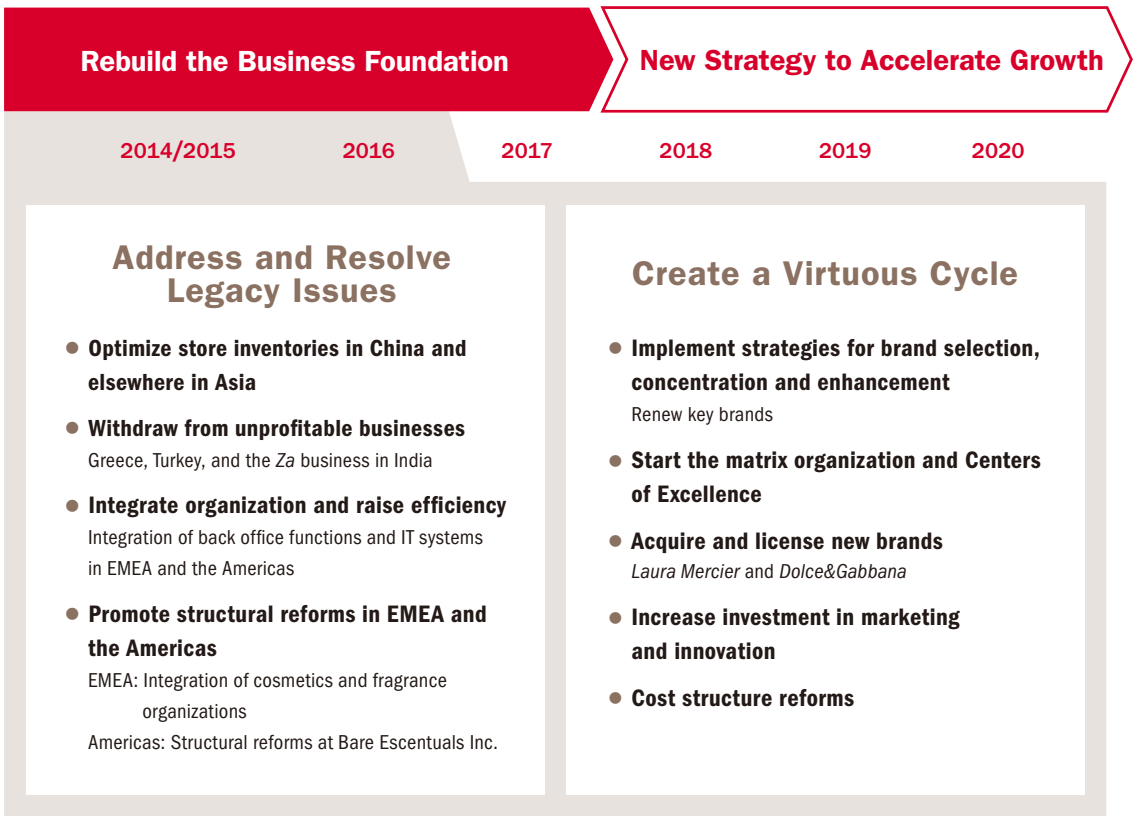 Rebuild the Business Foundation
New Strategy to Accelerate Growth
2014/2015
2016
2017
2018
2019
2020
Address and Resolve
Legacy Issues
● Optimize store inventories in China and
elsewhere in Asia
● Withdraw from unprofitable businesses
Greece, Turkey, and the Za business in India
● Integrate organization and raise efficiency
Integration of back office functions and IT systems
in EMEA and the Americas
● Promote structural reforms in EMEA and
the Americas
EMEA: Integration of cosmetics and fragrance
organizations
Americas: Structural reforms at Bare Escentuals Inc.
Create a Virtuous Cycle
● Implement strategies for brand selection,
concentration and enhancement
Renew key brands
● Start the matrix organization and Centers
of Excellence
● Acquire and license new brands
Laura Mercier and Dolce&Gabbana
● Increase investment in marketing
and innovation
● Cost structure reforms